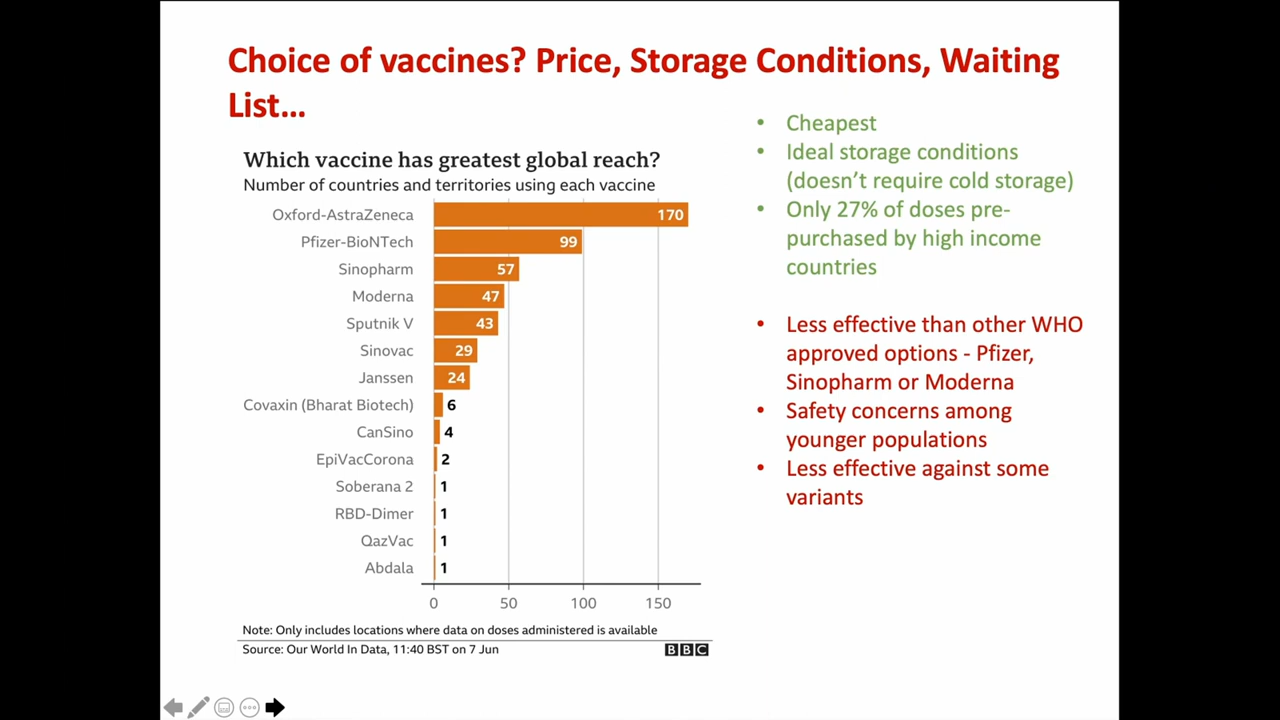 Choice of vaccines? Price, Storage Conditions, Waiting
List...
Which vaccine has greatest global reach?
Number of countries and territories using each vaccine
Oxford-AstraZeneca 170
Pfizer-BioNTech 99
Sinopharm 57
Moderna 47
Sputnik V 43
Sinovac 29
Janssen 24
Covaxin (Bharat Biotech) 6
CanSino 4
EpiVacCorona 2
Soberana 2 1
RBD-Dimer 1
QazVac 1
Abdala 1
0 50 100 150
Note: Only includes locations where data on doses administered is available
Source: Our World In Data, 11:40 BST on 7 Jun
BBC
• Cheapest
• Ideal storage conditions
(doesn't require cold storage)
• Only 27% of doses pre-
purchased by high income
countries
• Less effective than other WHO
approved options - Pfizer,
Sinopharm or Moderna
• Safety concerns among
younger populations
• Less effective against some
variants